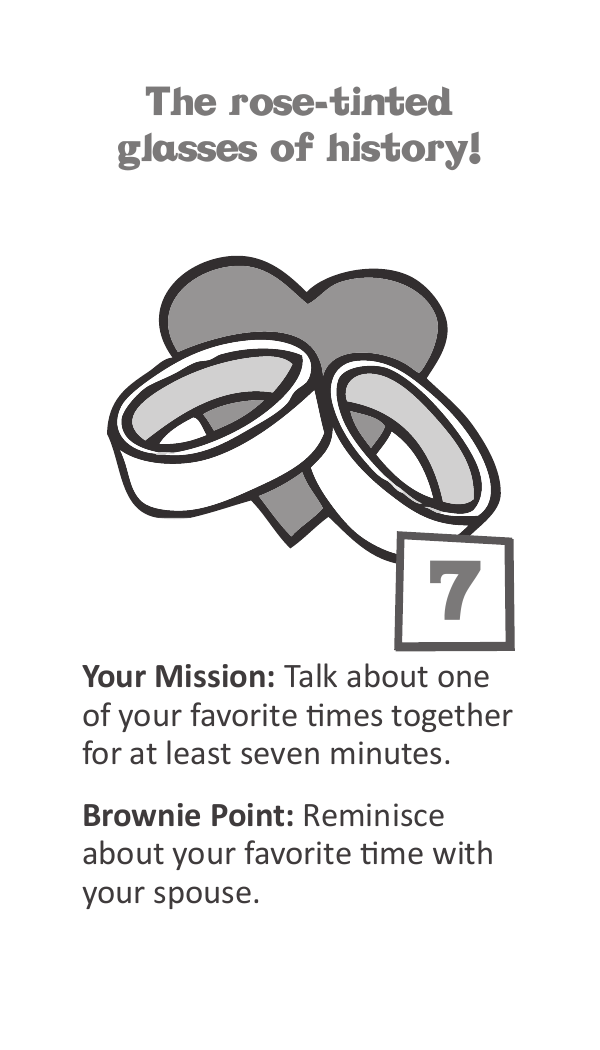 The rose-tinted
glasses of history!
7
Your Mission: Talk about one
of your favorite times together
for at least seven minutes.
Brownie Point: Reminisce
about your favorite time with
your spouse.